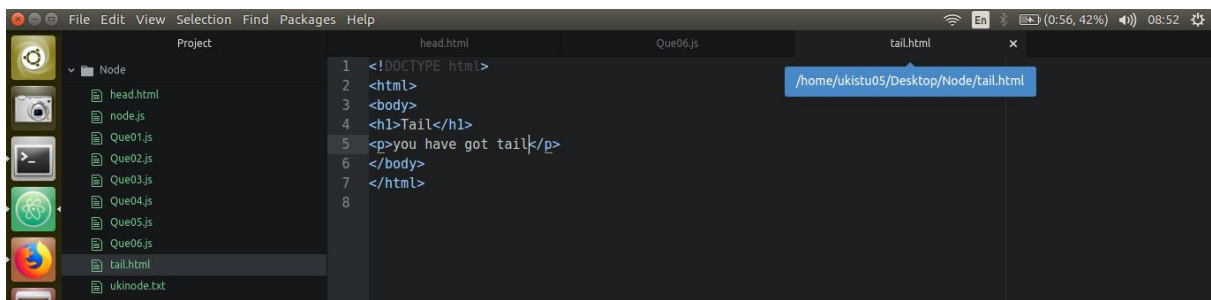 File Edit View Selection Find Packages Help En (0:56, 42%) 08:52
Project head.html Que06.js tail.html ×
/home/ukistu05/Desktop/Node/tail.html
Node
head.html
node.js
Que01.js
Que02.js
Que03.js
Que04.js
Que05.js
Que06.js
tail.html
ukinode.txt
1 <!DOCTYPE html>
2 <html>
3 <body>
4 <h1>Tail</h1>
5 <p>you have got tail</p>
6 </body>
7 </html>
8